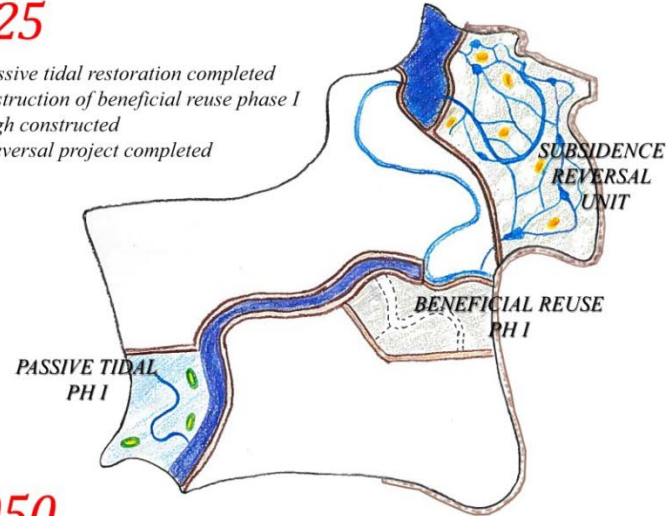 25
ssive tidal restoration completed
struction of beneficial reuse phase I
gh constructed
eversal project completed
SUBSIDENCE
REVERSAL
UNIT
BENEFICIAL REUSE
PH I
PASSIVE TIDAL
PH I
050